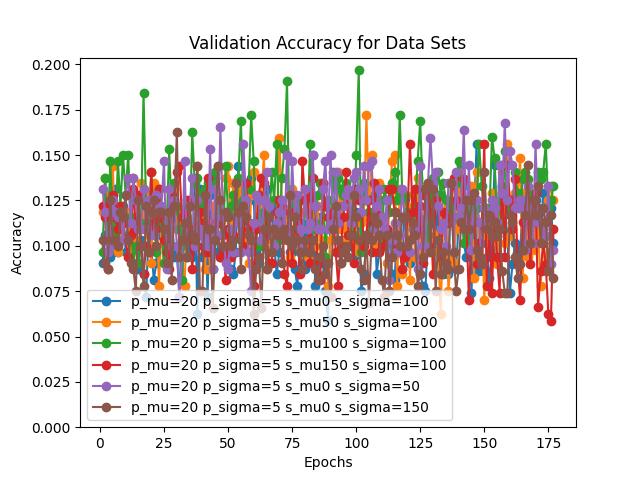 Validation Accuracy for Data Sets
Accuracy
0.200
0.175
0.150
0.125
0.100
0.075
0.050
0.025
0.000
p_mu=20 p_sigma=5 s_mu0 s_sigma=100
p_mu=20 p_sigma=5 s_mu50 s_sigma=100
p_mu=20 p_sigma=5 s_mu100 s_sigma=100
p_mu=20 p_sigma=5 s_mu150 s_sigma=100
p_mu=20 p_sigma=5 s_mu0 s_sigma=50
p_mu=20 p_sigma=5 s_mu0 s_sigma=150
0 25 50 75 100 125 150 175
Epochs